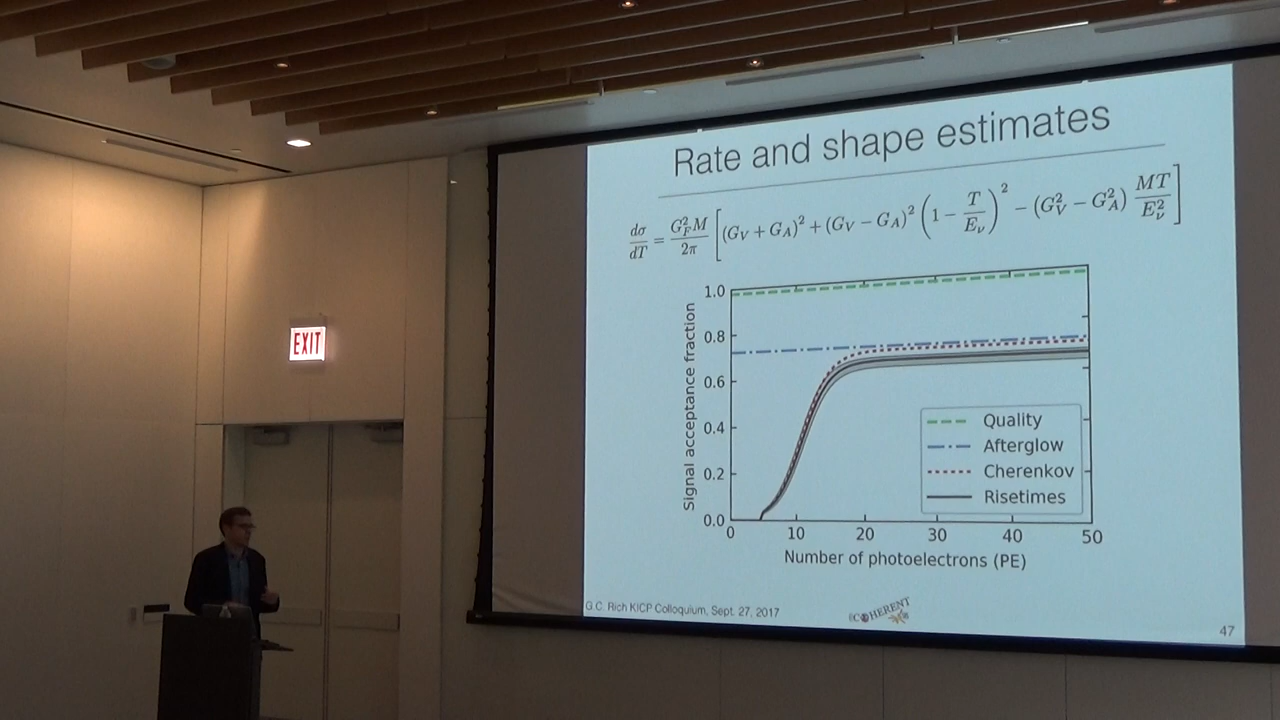 Rate and shape estimates
dσ/dT = G_F^2 M/2π [(G_V + G_A)^2 + (G_V − G_A)^2 (1 − T/E_ν)^2 − (G_V^2 − G_A^2) MT/E_ν^2]
EXIT
Signal acceptance fraction
1.0
0.8
0.6
0.4
0.2
0.0
Quality
Afterglow
Cherenkov
Risetimes
0 10 20 30 40 50
Number of photoelectrons (PE)
G.C. Rich KICP Colloquium, Sept. 27, 2017
COHERENT
47